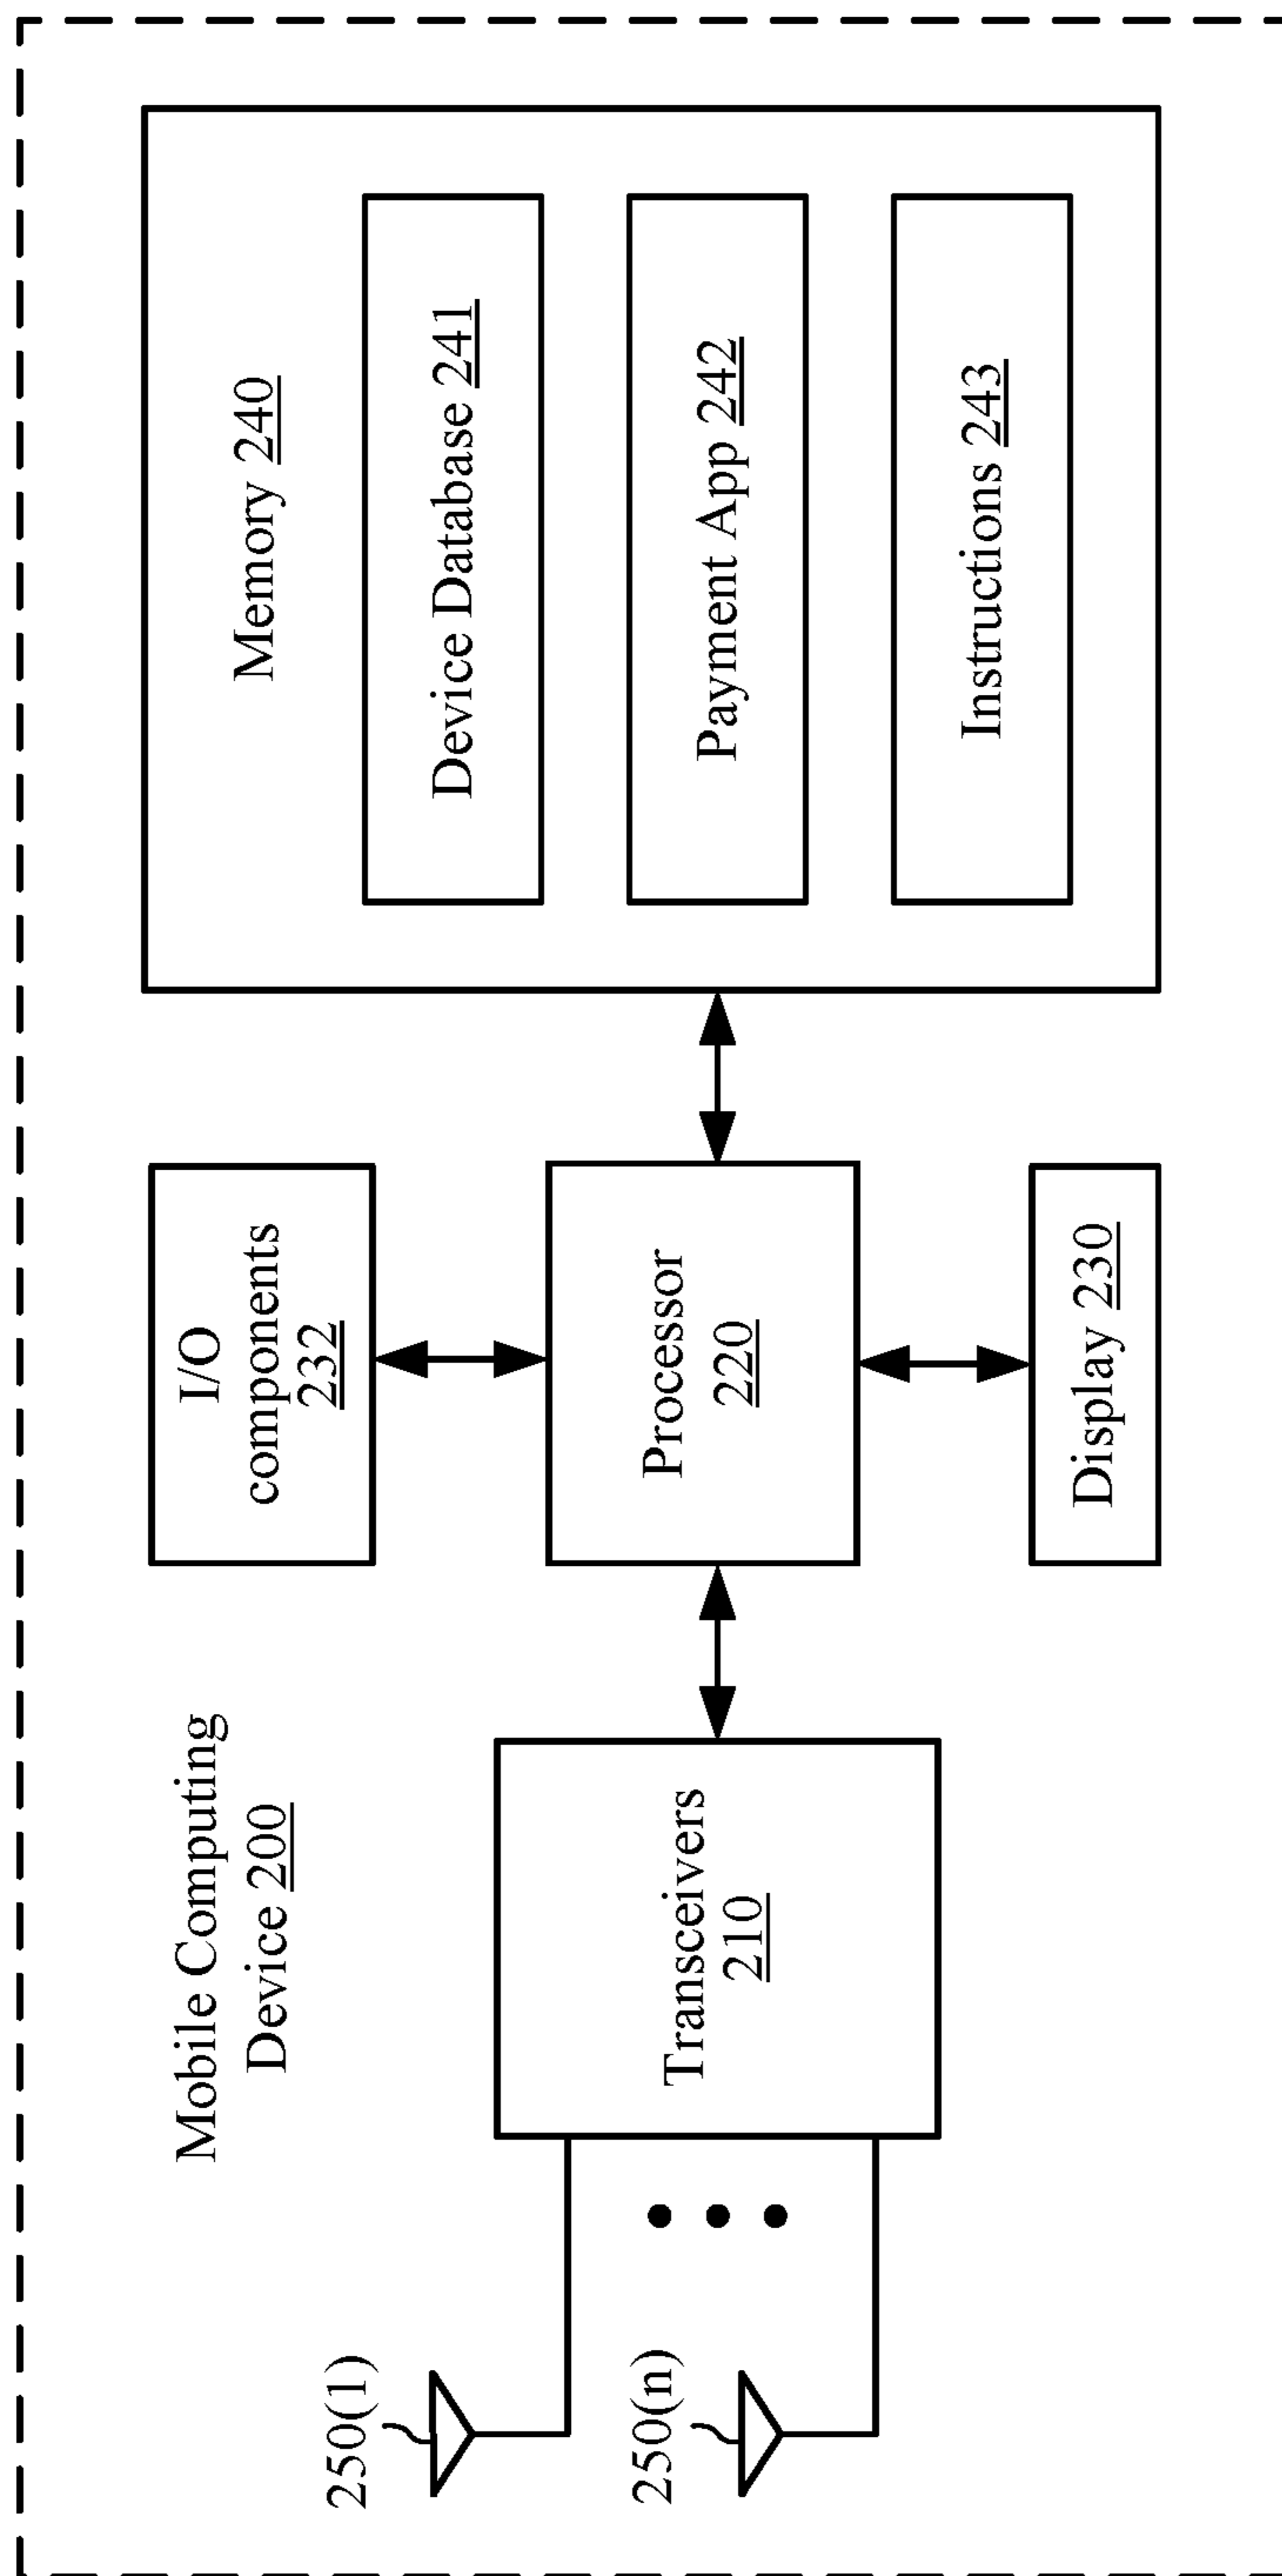 Mobile Computing
Device 200
250(1)
250(n)
Transceivers
210
I/O
components
232
Processor
220
Display 230
Memory 240
Device Database 241
Payment App 242
Instructions 243